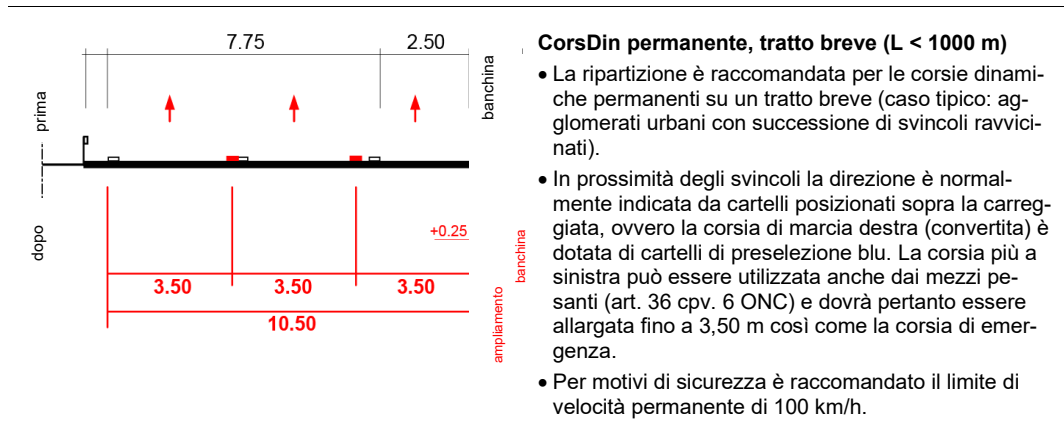 7.75
2.50
prima
banchina
dopo
+0.25
banchina
3.50
3.50
3.50
10.50
ampliamento
CorsDin permanente, tratto breve (L < 1000 m)
• La ripartizione è raccomandata per le corsie dinami-
che permanenti su un tratto breve (caso tipico: ag-
glomerati urbani con successione di svincoli ravvici-
nati).
• In prossimità degli svincoli la direzione è normal-
mente indicata da cartelli posizionati sopra la carreg-
giata, ovvero la corsia di marcia destra (convertita) è
dotata di cartelli di preselezione blu. La corsia più a
sinistra può essere utilizzata anche dai mezzi pe-
santi (art. 36 cpv. 6 ONC) e dovrà pertanto essere
allargata fino a 3,50 m così come la corsia di emer-
genza.
• Per motivi di sicurezza è raccomandato il limite di
velocità permanente di 100 km/h.